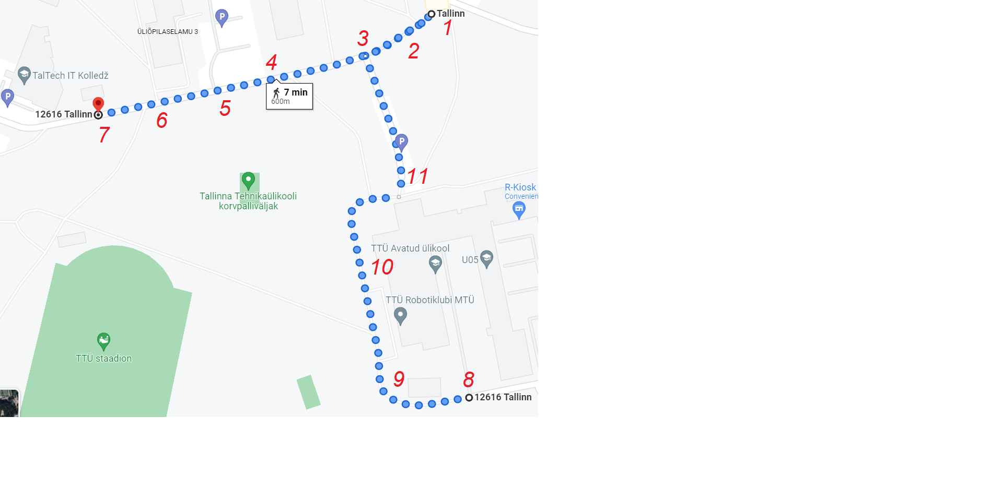 Tallinn
1
ÜLIÕPILASELAMU 3
P
3
2
4
TalTech IT Kolledž
7 min
600m
P
5
12616 Tallinn
6
7
P
11
Tallinna Tehnikaülikooli
korvpalliväljak
R-Kiosk
Convenien
TTÜ Avatud ülikool
U05
10
TTÜ Robotiklubi MTÜ
TTÜ staadion
9
8
12616 Tallinn
A